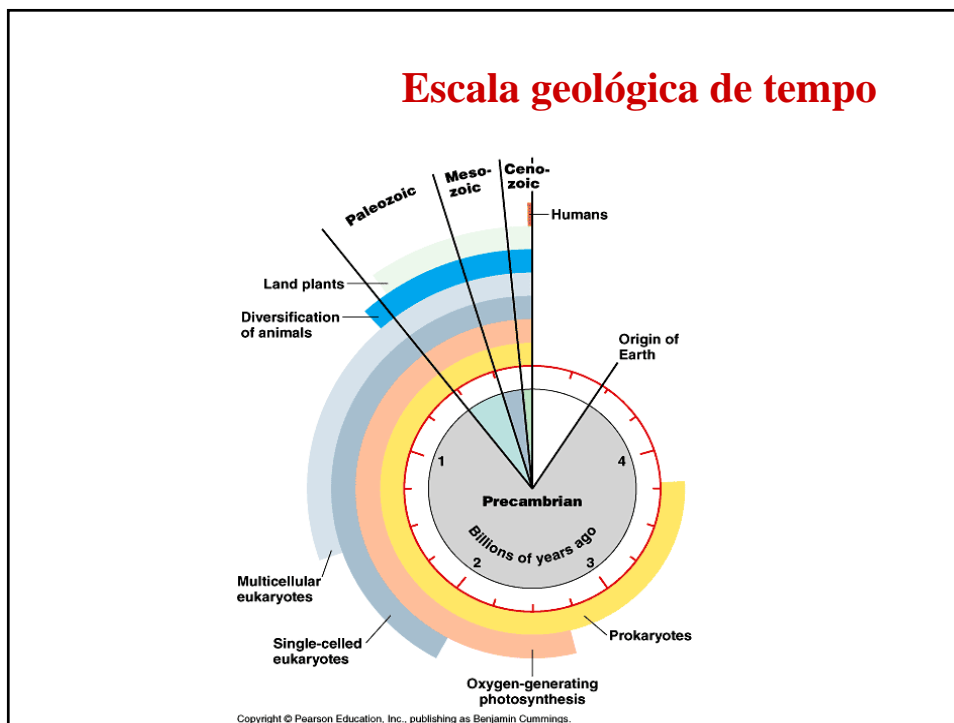 Escala geológica de tempo
Paleozoic
Meso-
zoic
Ceno-
zoic
Humans
Land plants
Diversification
of animals
Origin of
Earth
1
4
Precambrian
Billions of years ago
2
3
Multicellular
eukaryotes
Single-celled
eukaryotes
Prokaryotes
Oxygen-generating
photosynthesis
Copyright © Pearson Education, Inc., publishing as Benjamin Cummings.